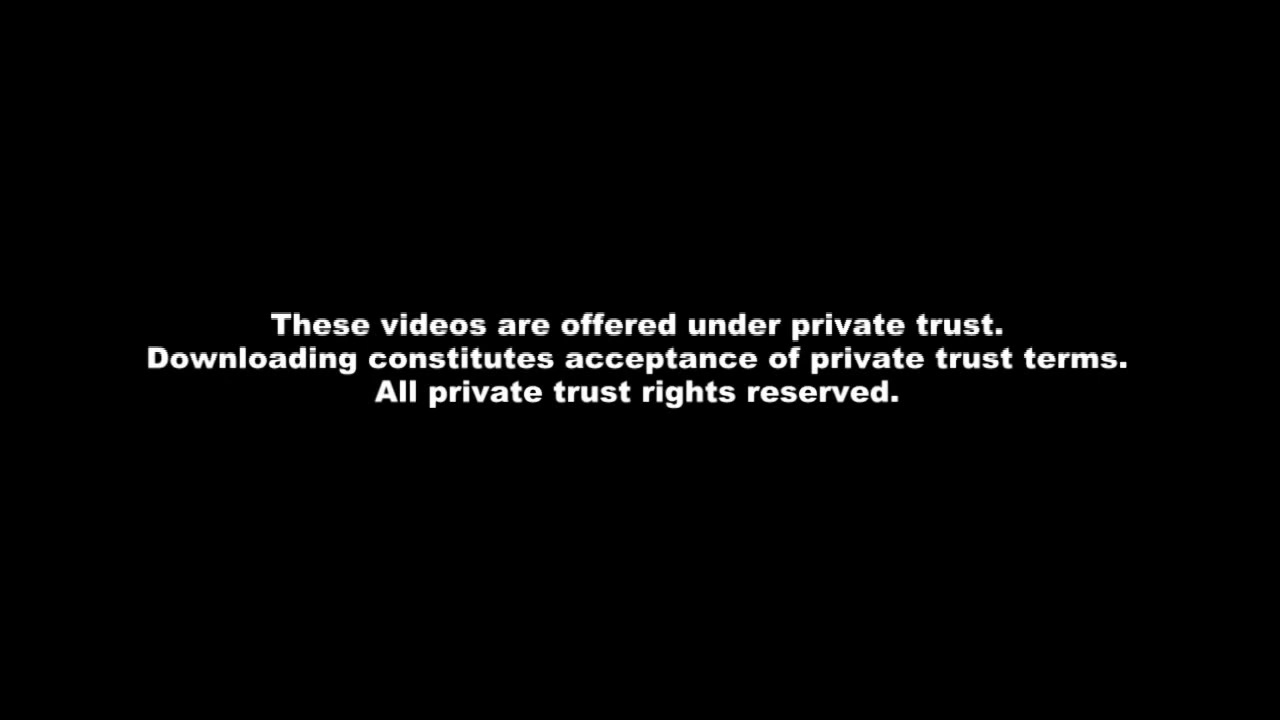 These videos are offered under private trust.
Downloading constitutes acceptance of private trust terms.
All private trust rights reserved.